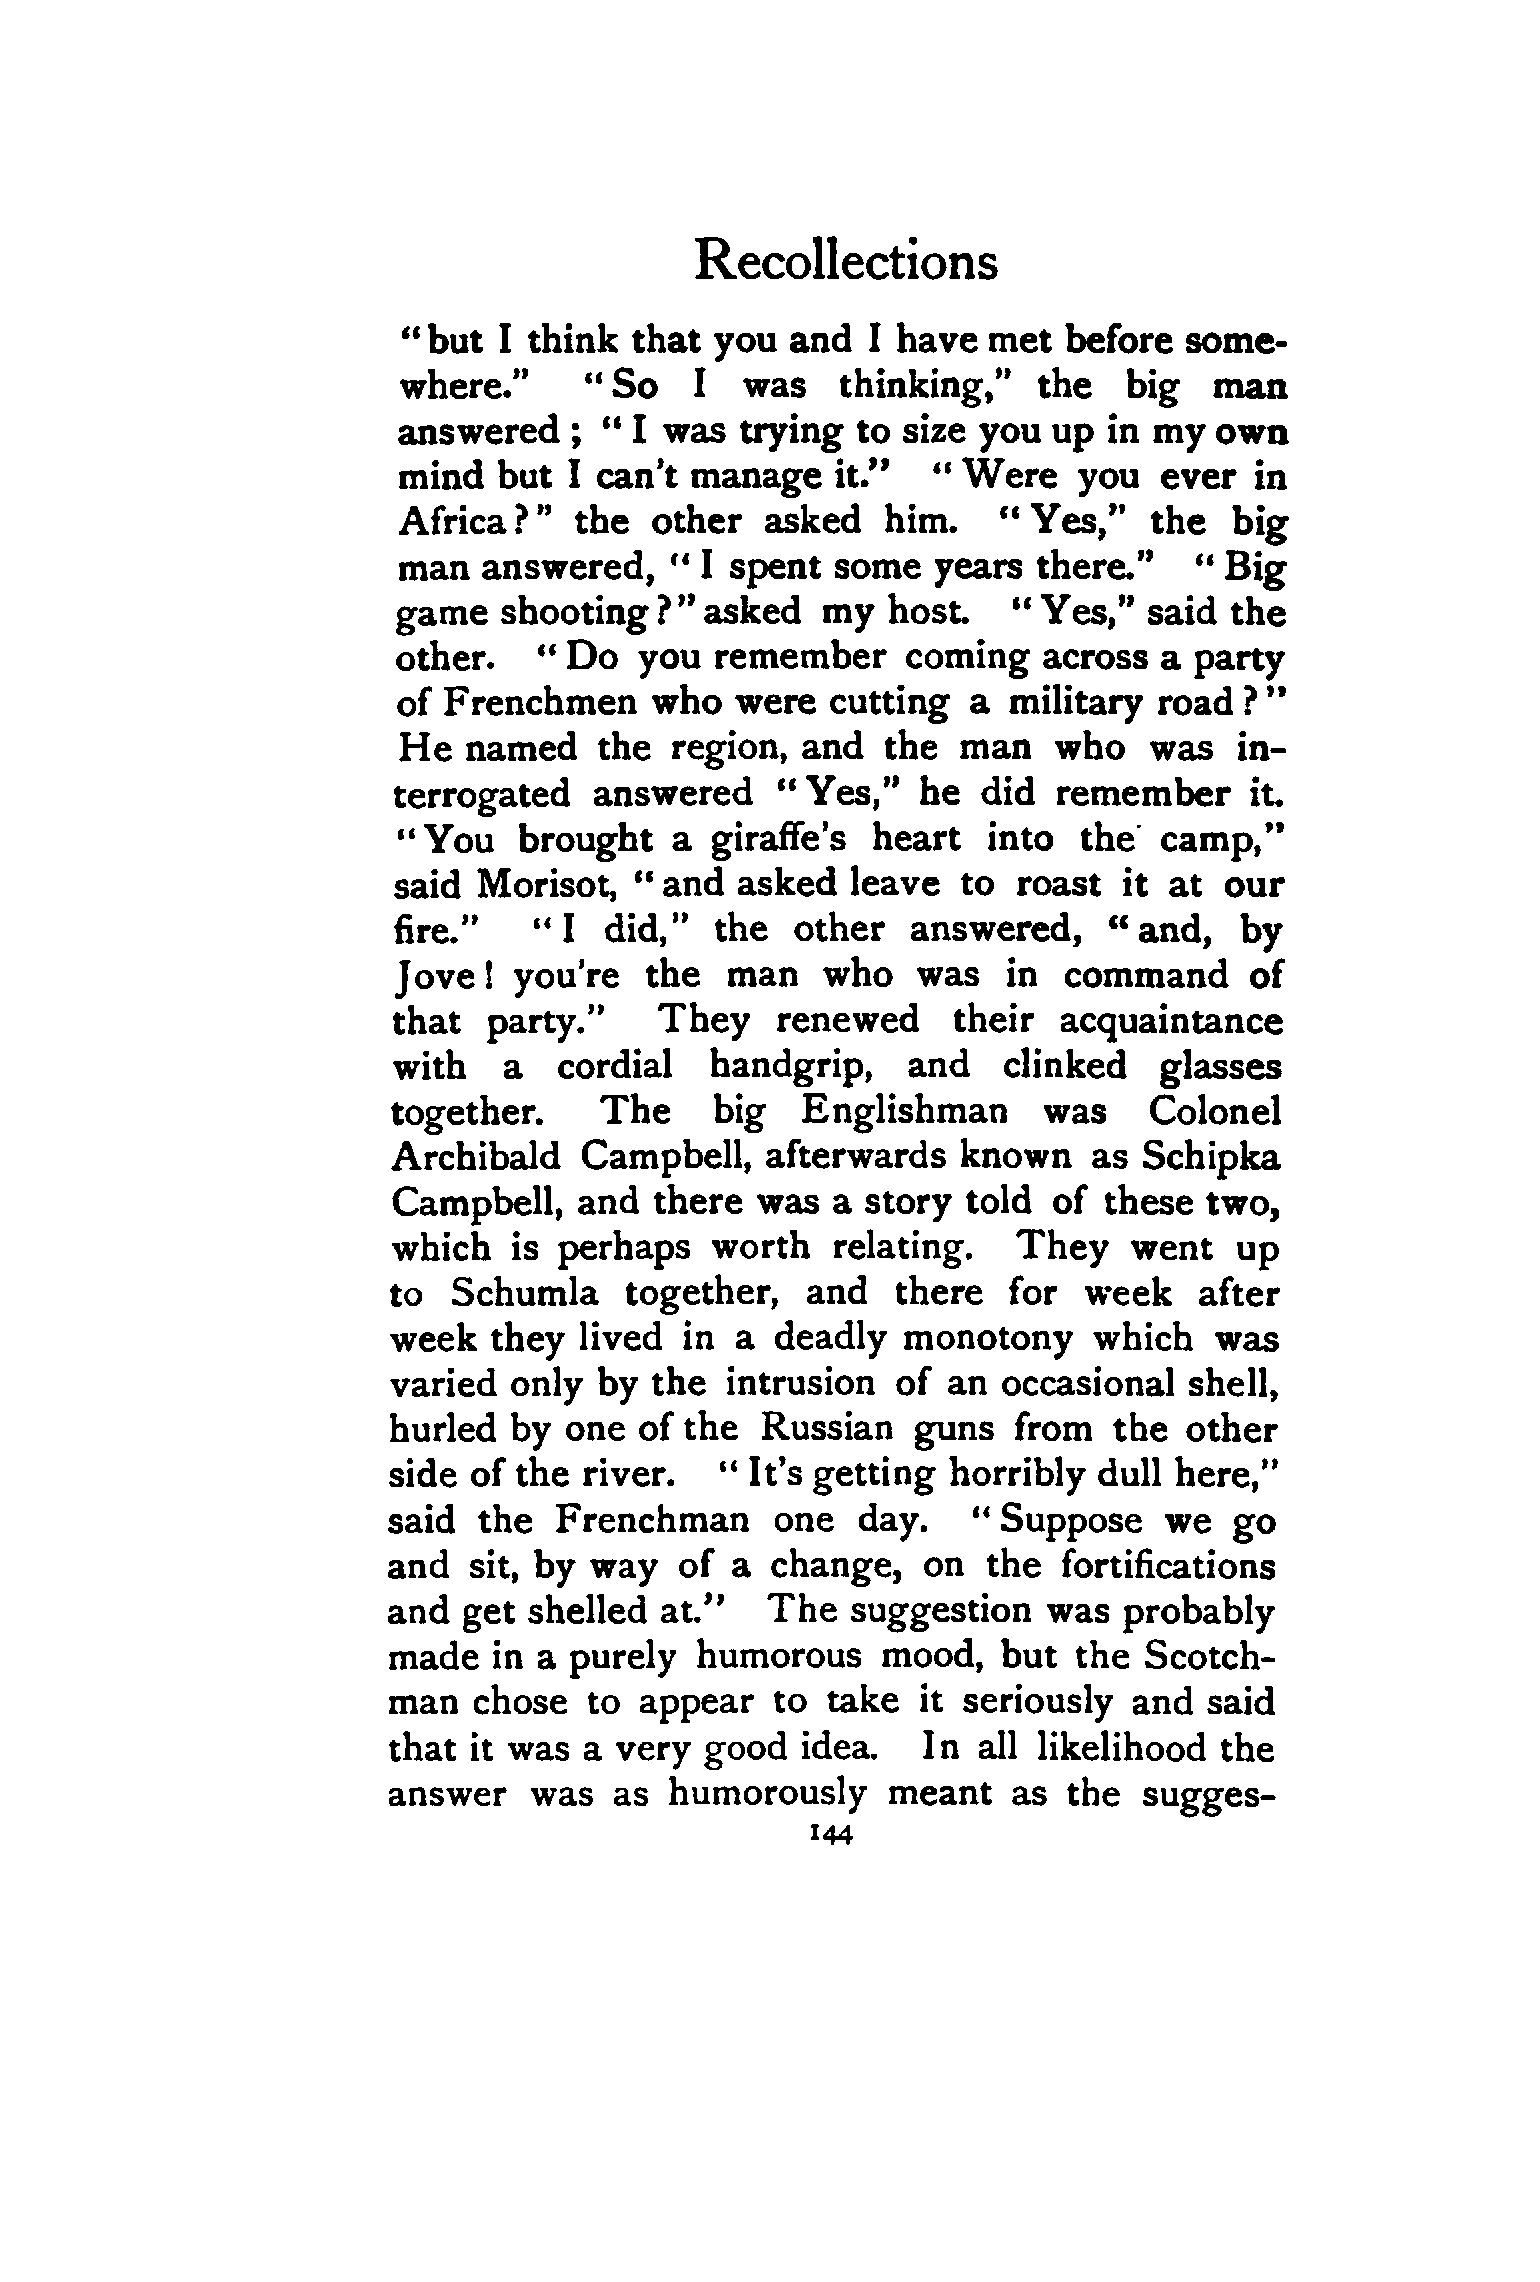 Recollections
“but I think that you and I have met before some-
where.” “So I was thinking,” the big man
answered; “I was trying to size you up in my own
mind but I can't manage it.” “Were you ever in
Africa?” the other asked him. “Yes,” the big
man answered, “I spent some years there.” “Big
game shooting?” asked my host. “Yes,” said the
other. “Do you remember coming across a party
of Frenchmen who were cutting a military road?”
He named the region, and the man who was in-
terrogated answered “Yes,” he did remember it.
“You brought a giraffe's heart into the camp,”
said Morisot, “and asked leave to roast it at our
fire.” “I did,” the other answered, “and, by
Jove! you're the man who was in command of
that party.” They renewed their acquaintance
with a cordial handgrip, and clinked glasses
together. The big Englishman was Colonel
Archibald Campbell, afterwards known as Schipka
Campbell, and there was a story told of these two,
which is perhaps worth relating. They went up
to Schumla together, and there for week after
week they lived in a deadly monotony which was
varied only by the intrusion of an occasional shell,
hurled by one of the Russian guns from the other
side of the river. “It's getting horribly dull here,”
said the Frenchman one day. “Suppose we go
and sit, by way of a change, on the fortifications
and get shelled at.” The suggestion was probably
made in a purely humorous mood, but the Scotch-
man chose to appear to take it seriously and said
that it was a very good idea. In all likelihood the
answer was as humorously meant as the sugges-
144